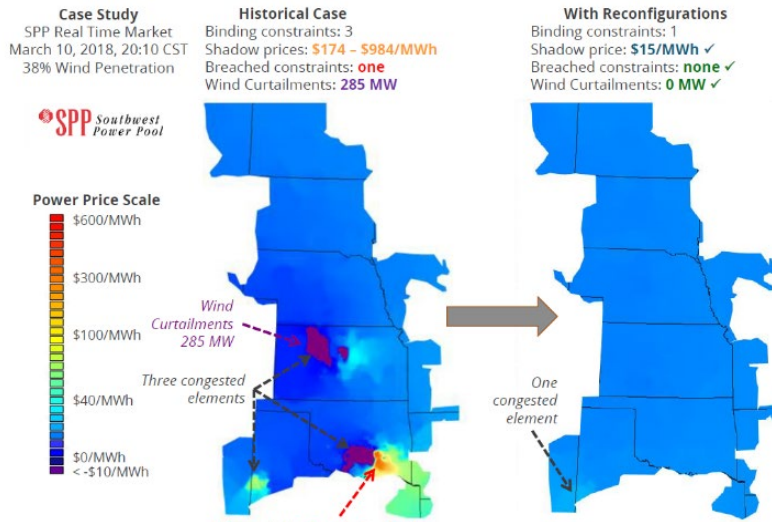 Case Study
SPP Real Time Market
March 10, 2018, 20:10 CST
38% Wind Penetration
Historical Case
Binding constraints: 3
Shadow prices: $174 – $984/MWh
Breached constraints: one
Wind Curtailments: 285 MW
With Reconfigurations
Binding constraints: 1
Shadow price: $15/MWh ✓
Breached constraints: none ✓
Wind Curtailments: 0 MW ✓
SPP Southwest
Power Pool
Power Price Scale
$600/MWh
$300/MWh
$100/MWh
$40/MWh
$0/MWh
< -$10/MWh
Wind
Curtailments
285 MW
Three congested
elements
One
congested
element